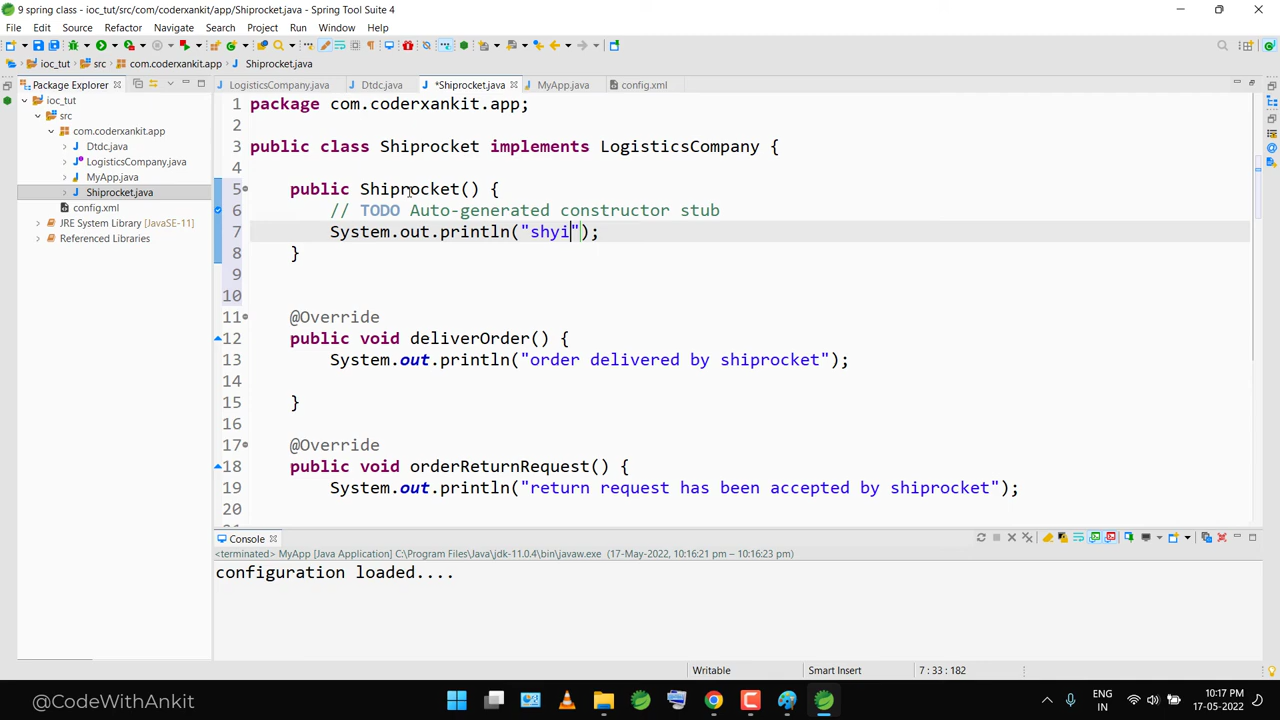 9 spring class - ioc_tut/src/com/coderxankit/app/Shiprocket.java - Spring Tool Suite 4
File Edit Source Refactor Navigate Search Project Run Window Help
ioc_tut src com.coderxankit.app Shiprocket.java
Package Explorer
ioc_tut
src
com.coderxankit.app
Dtdc.java
LogisticsCompany.java
MyApp.java
Shiprocket.java
config.xml
JRE System Library [JavaSE-11]
Referenced Libraries
LogisticsCompany.java Dtdc.java *Shiprocket.java MyApp.java config.xml
1 package com.coderxankit.app;
2
3 public class Shiprocket implements LogisticsCompany {
4
5 public Shiprocket() {
6 // TODO Auto-generated constructor stub
7 System.out.println("shyi");
8 }
9
10
11 @Override
12 public void deliverOrder() {
13 System.out.println("order delivered by shiprocket");
14
15 }
16
17 @Override
18 public void orderReturnRequest() {
19 System.out.println("return request has been accepted by shiprocket");
20
Console
<terminated> MyApp [Java Application] C:\Program Files\Java\jdk-11.0.4\bin\javaw.exe (17-May-2022, 10:16:21 pm – 10:16:23 pm)
configuration loaded....
Writable Smart Insert 7 : 33 : 182
@CodeWithAnkit
ENG
IN
10:17 PM
17-05-2022